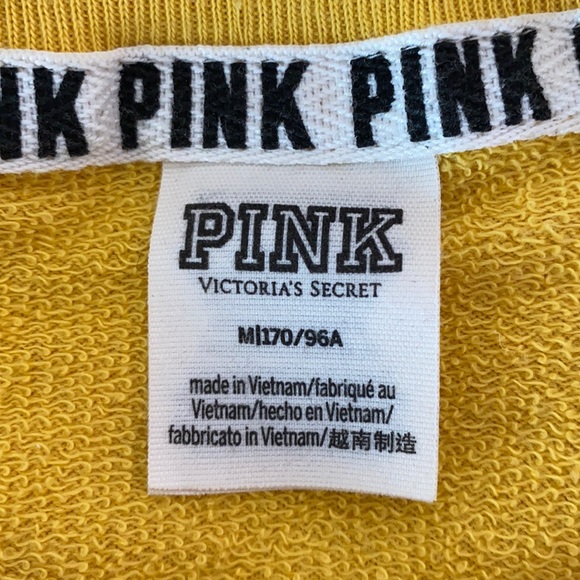 NK PINK PINK
PINK
VICTORIA'S SECRET
M|170/96A
made in Vietnam/fabriqué au
Vietnam/hecho en Vietnam/
fabbricato in Vietnam/越南制造